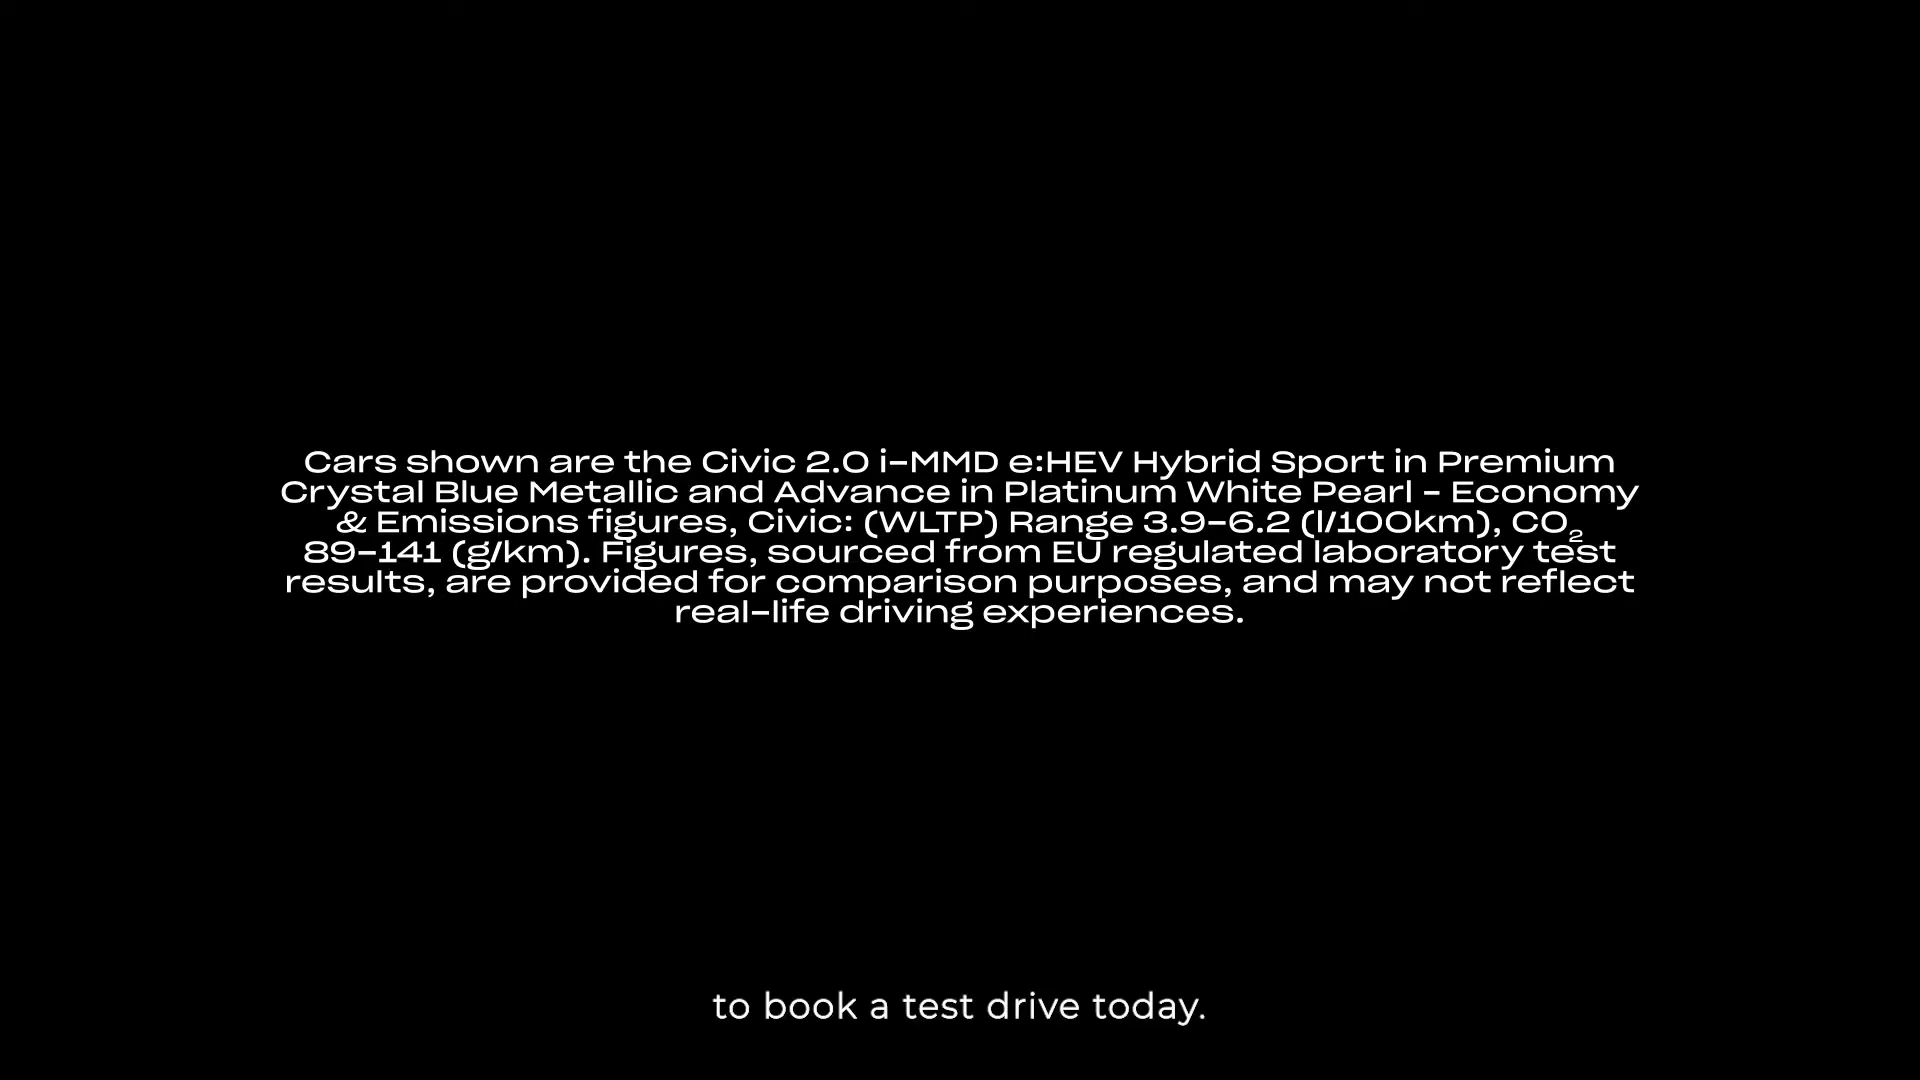 Cars shown are the Civic 2.0 i-MMD e:HEV Hybrid Sport in Premium
Crystal Blue Metallic and Advance in Platinum White Pearl - Economy
& Emissions figures, Civic: (WLTP) Range 3.9-6.2 (l/100km), CO₂
89-141 (g/km). Figures, sourced from EU regulated laboratory test
results, are provided for comparison purposes, and may not reflect
real-life driving experiences.
to book a test drive today.